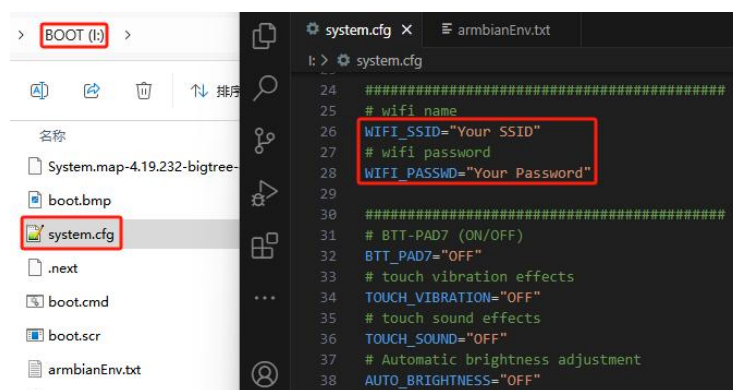 > BOOT (I:) >
排序
名称
System.map-4.19.232-bigtree-
boot.bmp
system.cfg
.next
boot.cmd
boot.scr
armbianEnv.txt
system.cfg × armbianEnv.txt
I: > system.cfg
24 ###########################################
25 # wifi name
26 WIFI_SSID="Your SSID"
27 # wifi password
28 WIFI_PASSWD="Your Password"
29
30 ###########################################
31 # BTT-PAD7 (ON/OFF)
32 BTT_PAD7="OFF"
33 # touch vibration effects
34 TOUCH_VIBRATION="OFF"
35 # touch sound effects
36 TOUCH_SOUND="OFF"
37 # Automatic brightness adjustment
38 AUTO_BRIGHTNESS="OFF"